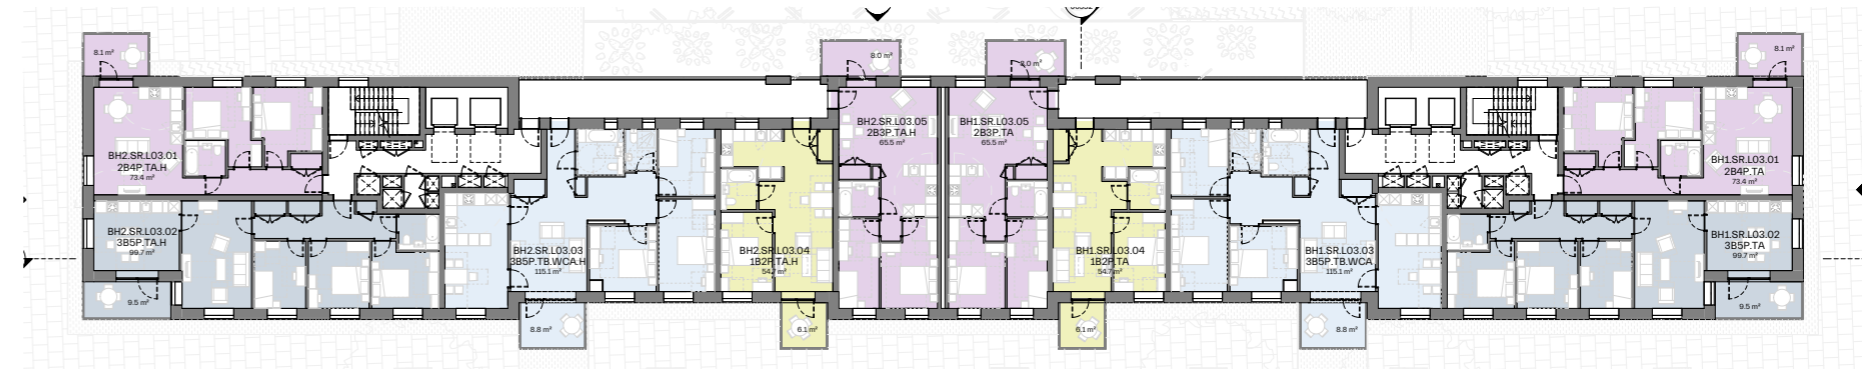 8.1 m²
8.0 m²
8.0 m²
8.1 m²
BH2.SR.L03.01
2B4P.TA.H
73.4 m²
BH2.SR.L03.05
2B3P.TA.H
65.5 m²
BH1.SR.L03.05
2B3P.TA
65.5 m²
BH1.SR.L03.01
2B4P.TA
73.4 m²
BH2.SR.L03.02
3B5P.TA.H
99.7 m²
BH2.SR.L03.03
3B5P.TB.WCA.H
115.1 m²
BH2.SR.L03.04
1B2P.TA.H
54.7 m²
BH1.SR.L03.04
1B2P.TA
54.7 m²
BH1.SR.L03.03
3B5P.TB.WCA
115.1 m²
BH1.SR.L03.02
3B5P.TA
99.7 m²
9.5 m²
8.8 m²
6.1 m²
6.1 m²
8.8 m²
9.5 m²